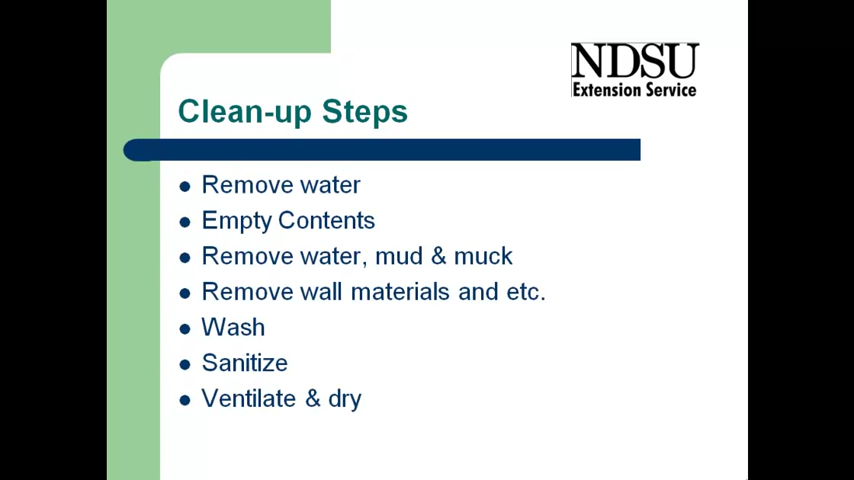 NDSU
Extension Service
Clean-up Steps
Remove water
Empty Contents
Remove water, mud & muck
Remove wall materials and etc.
Wash
Sanitize
Ventilate & dry